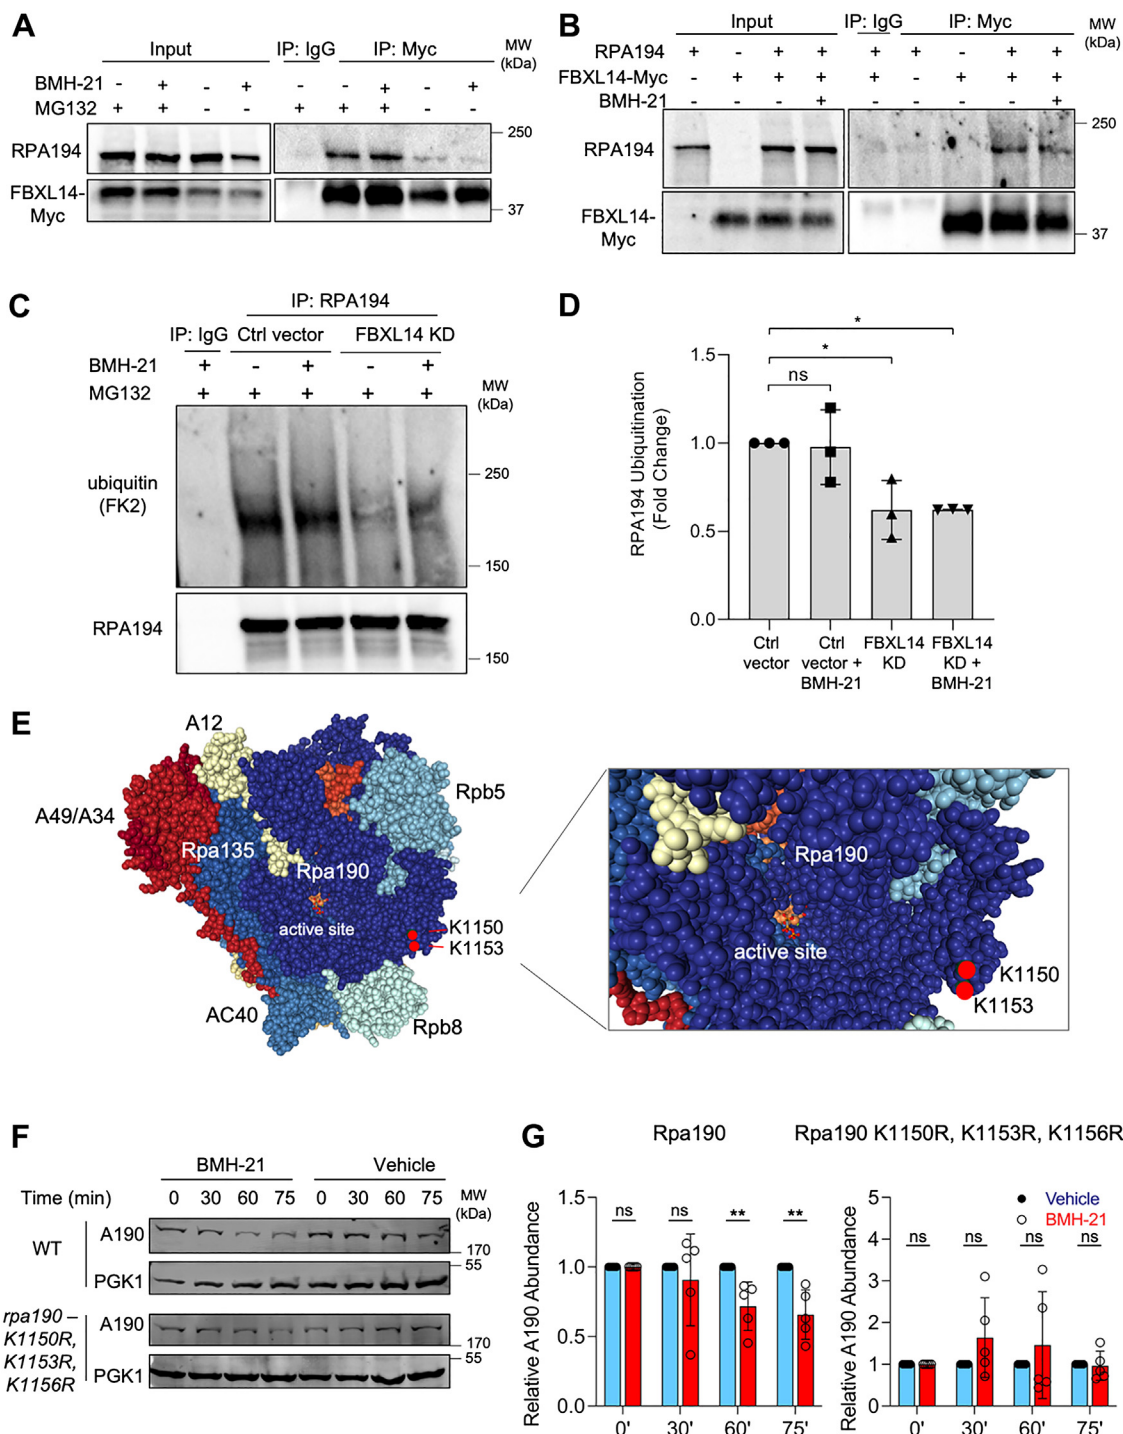 A
Input
IP: IgG
IP: Myc
MW
(kDa)
BMH-21
- + - + - - + - +
MG132
+ + - - + + + - -
RPA194
250
FBXL14-
Myc
37
B
Input
IP: IgG
IP: Myc
MW
(kDa)
RPA194
+ - + + + + - + +
FBXL14-Myc
- + + + + - + + +
BMH-21
- - - + - - - - +
RPA194
250
FBXL14-
Myc
37
C
IP: RPA194
IP: IgG
Ctrl vector
FBXL14 KD
BMH-21
+ - + - +
MG132
+ + + + +
MW
(kDa)
ubiquitin
(FK2)
250
150
RPA194
150
D
RPA194 Ubiquitination
(Fold Change)
1.5
1.0
0.5
0.0
ns
*
*
Ctrl
vector
Ctrl
vector +
BMH-21
FBXL14
KD
FBXL14
KD +
BMH-21
E
A12
A49/A34
Rpa135
Rpa190
Rpb5
active site
K1150
K1153
AC40
Rpb8
Rpa190
active site
K1150
K1153
F
BMH-21
Vehicle
Time (min)
0 30 60 75 0 30 60 75
MW
(kDa)
WT
A190
170
PGK1
55
rpa190 –
K1150R,
K1153R,
K1156R
A190
170
PGK1
55
G
Rpa190
Relative A190 Abundance
1.5
1.0
0.5
0.0
ns
ns
**
**
0'
30'
60'
75'
Rpa190 K1150R, K1153R, K1156R
Relative A190 Abundance
5
4
3
2
1
0
Vehicle
BMH-21
ns
ns
ns
ns
0'
30'
60'
75'